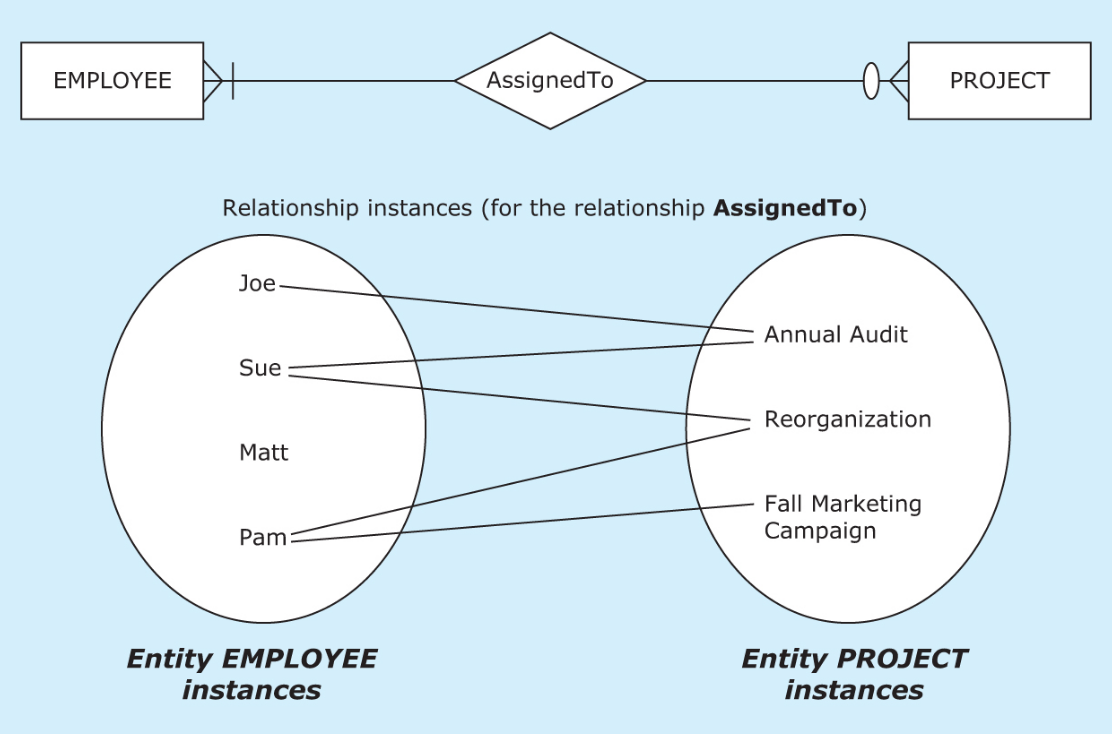 EMPLOYEE
AssignedTo
PROJECT
Relationship instances (for the relationship AssignedTo)
Joe
Sue
Matt
Pam
Annual Audit
Reorganization
Fall Marketing
Campaign
Entity EMPLOYEE
instances
Entity PROJECT
instances